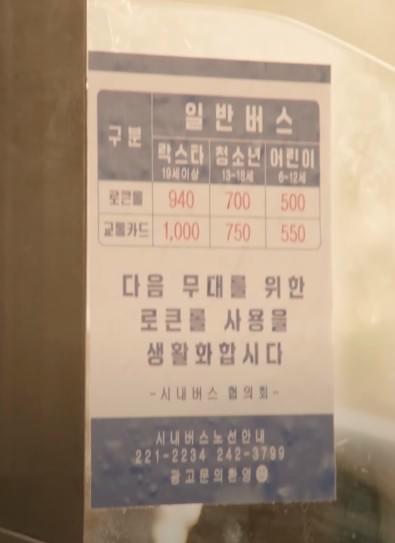 구분 일반버스
락스타 청소년 어린이
19세이상 13-18세 6-12세
로큰롤 940 700 500
교통카드 1,000 750 550
다음 무대를 위한
로큰롤 사용을
생활화합시다
-시내버스 협의회-
시내버스노선안내
221-2234 242-3799
광고문의환영